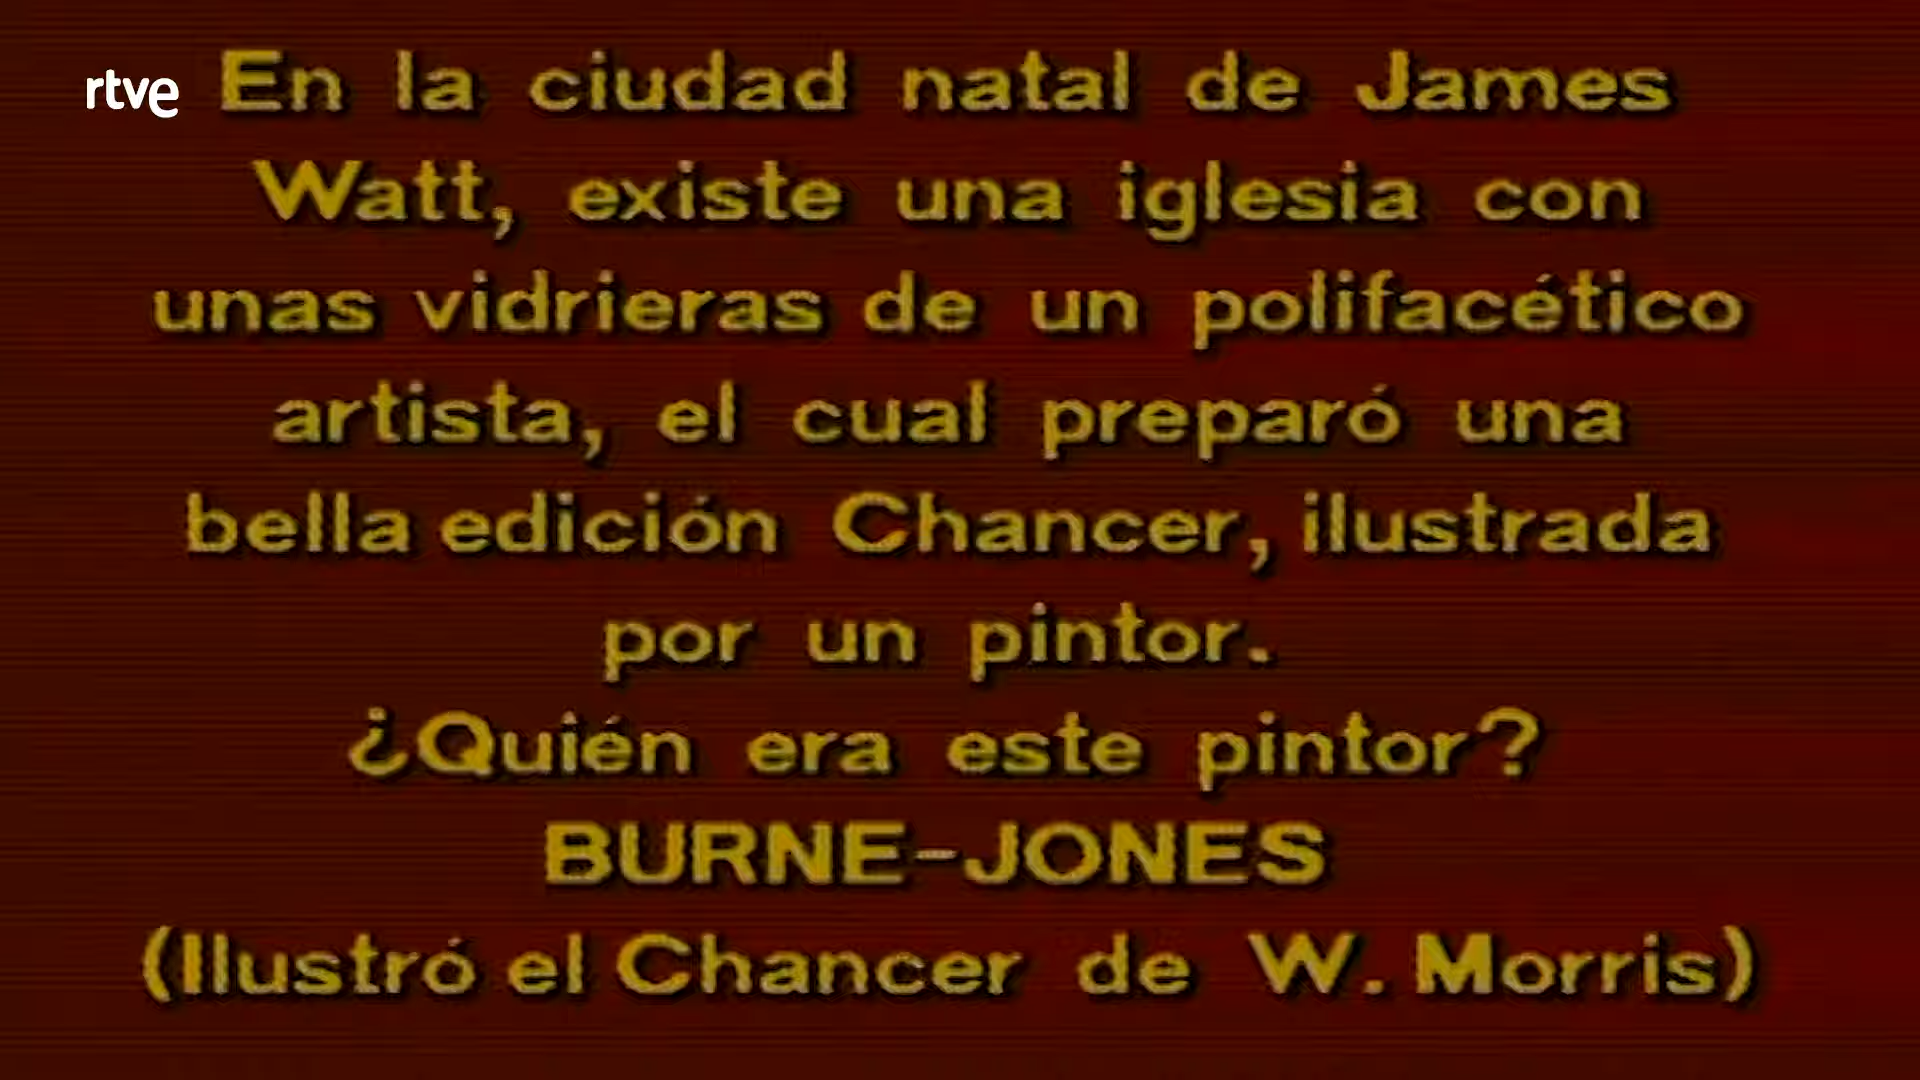 rtve
En la ciudad natal de James
Watt, existe una iglesia con
unas vidrieras de un polifacético
artista, el cual preparó una
bella edición Chancer, ilustrada
por un pintor.
¿Quién era este pintor?
BURNE-JONES
(Ilustró el Chancer de W. Morris)